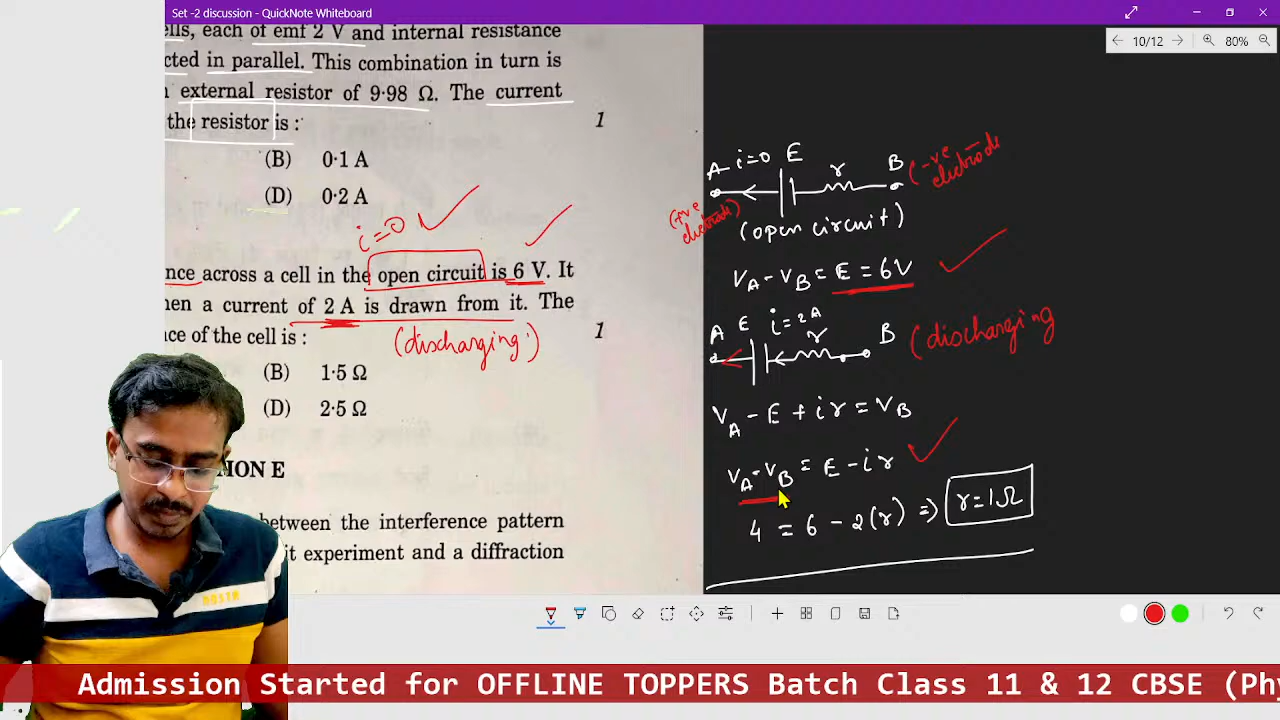 Set -2 discussion - QuickNote Whiteboard
10/12
80%
ells, each of emf 2 V and internal resistance
cted in parallel. This combination in turn is
external resistor of 9·98 Ω. The current
the resistor is :
1
(B) 0·1 A
(D) 0·2 A
i=0
nce across a cell in the open circuit is 6 V. It
en a current of 2 A is drawn from it. The
ce of the cell is :
1
(discharging)
(B) 1·5 Ω
(D) 2·5 Ω
MON E
between the interference pattern
it experiment and a diffraction
A i=0 E r B
(-ve electrode)
(+ve electrode)
(open circuit)
VA - VB = E = 6V
A E i=2A r B
(discharging
VA - E + ir = VB
VA - VB = E - ir
4 = 6 - 2(r) ⇒ r = 1Ω
Admission Started for OFFLINE TOPPERS Batch Class 11 & 12 CBSE (Phy